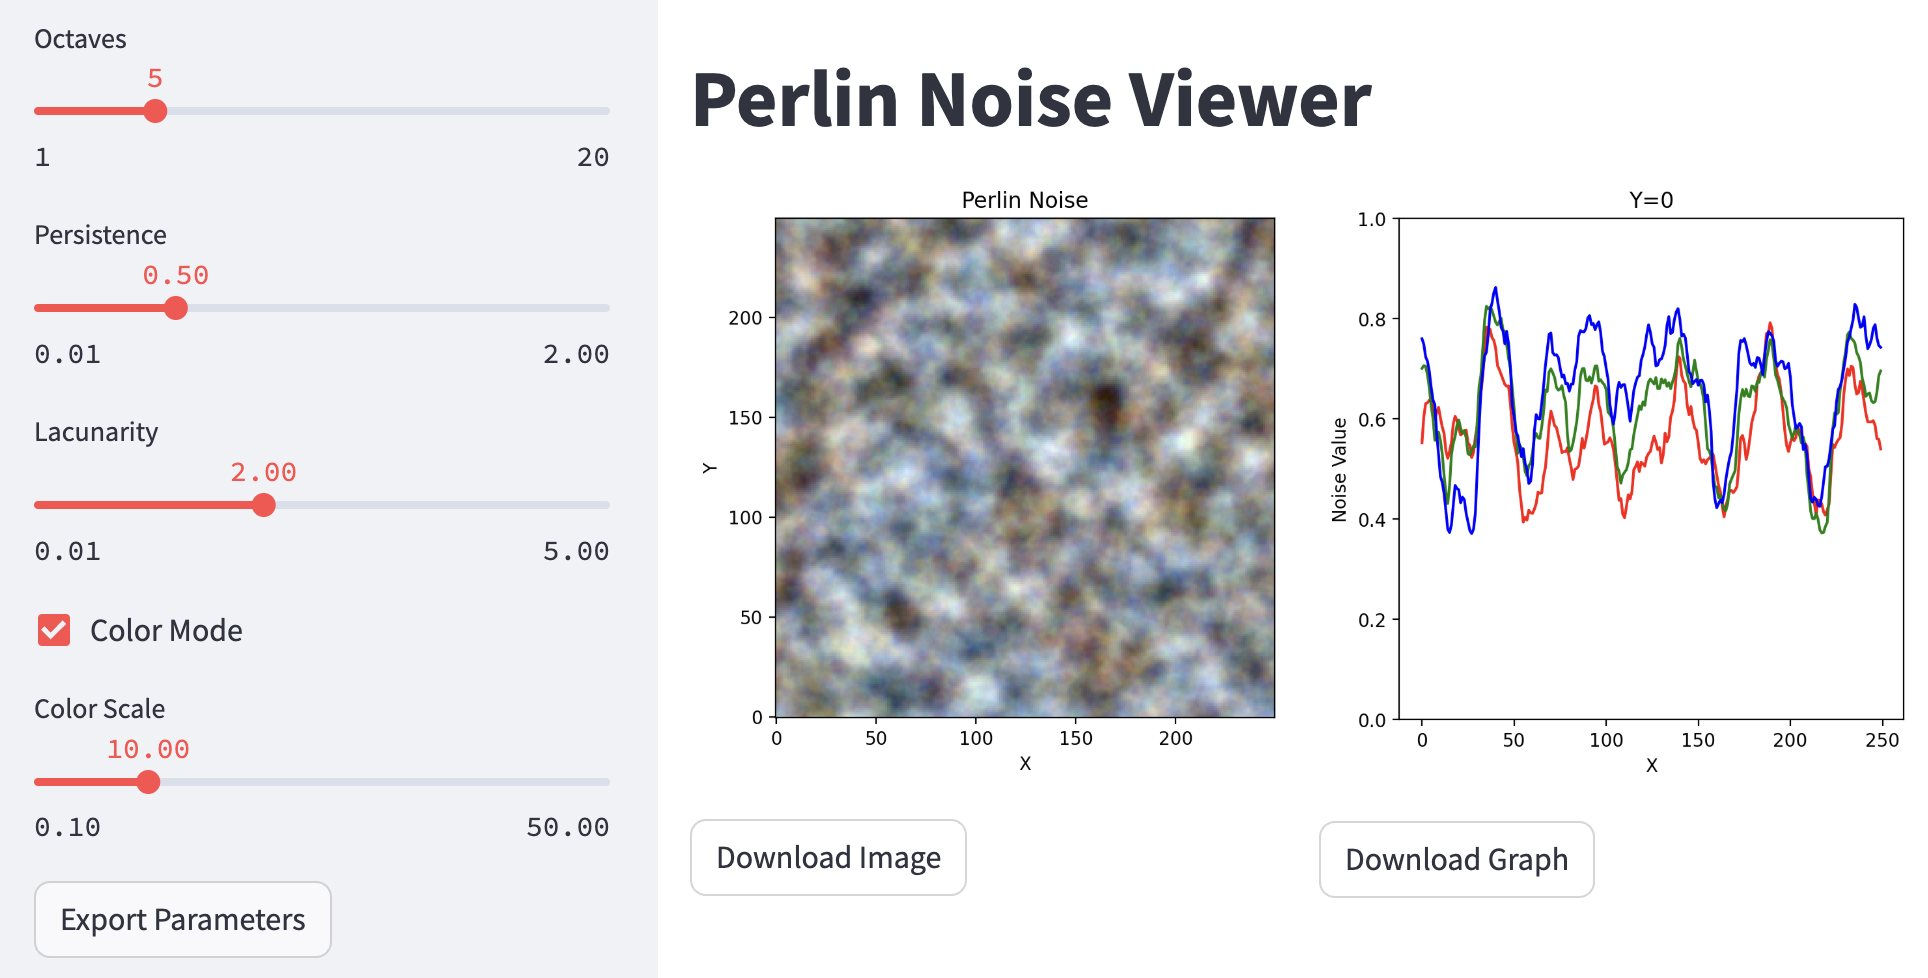 Octaves
5
1 20
Persistence
0.50
0.01 2.00
Lacunarity
2.00
0.01 5.00
Color Mode
Color Scale
10.00
0.10 50.00
Export Parameters
Perlin Noise Viewer
Perlin Noise
Y
200
150
100
50
0
0 50 100 150 200
X
Download Image
Y=0
Noise Value
1.0
0.8
0.6
0.4
0.2
0.0
0 50 100 150 200 250
X
Download Graph